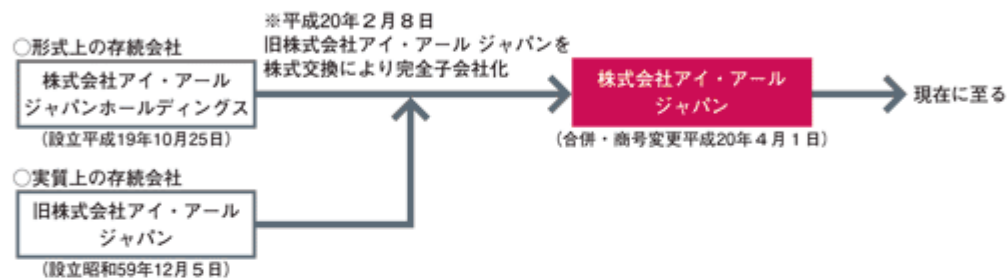 ※平成20年2月8日
旧株式会社アイ・アール ジャパンを
株式交換により完全子会社化
○形式上の存続会社
株式会社アイ・アール
ジャパンホールディングス
(設立平成19年10月25日)
株式会社アイ・アール
ジャパン
(合併・商号変更平成20年4月1日)
現在に至る
○実質上の存続会社
旧株式会社アイ・アール
ジャパン
(設立昭和59年12月5日)